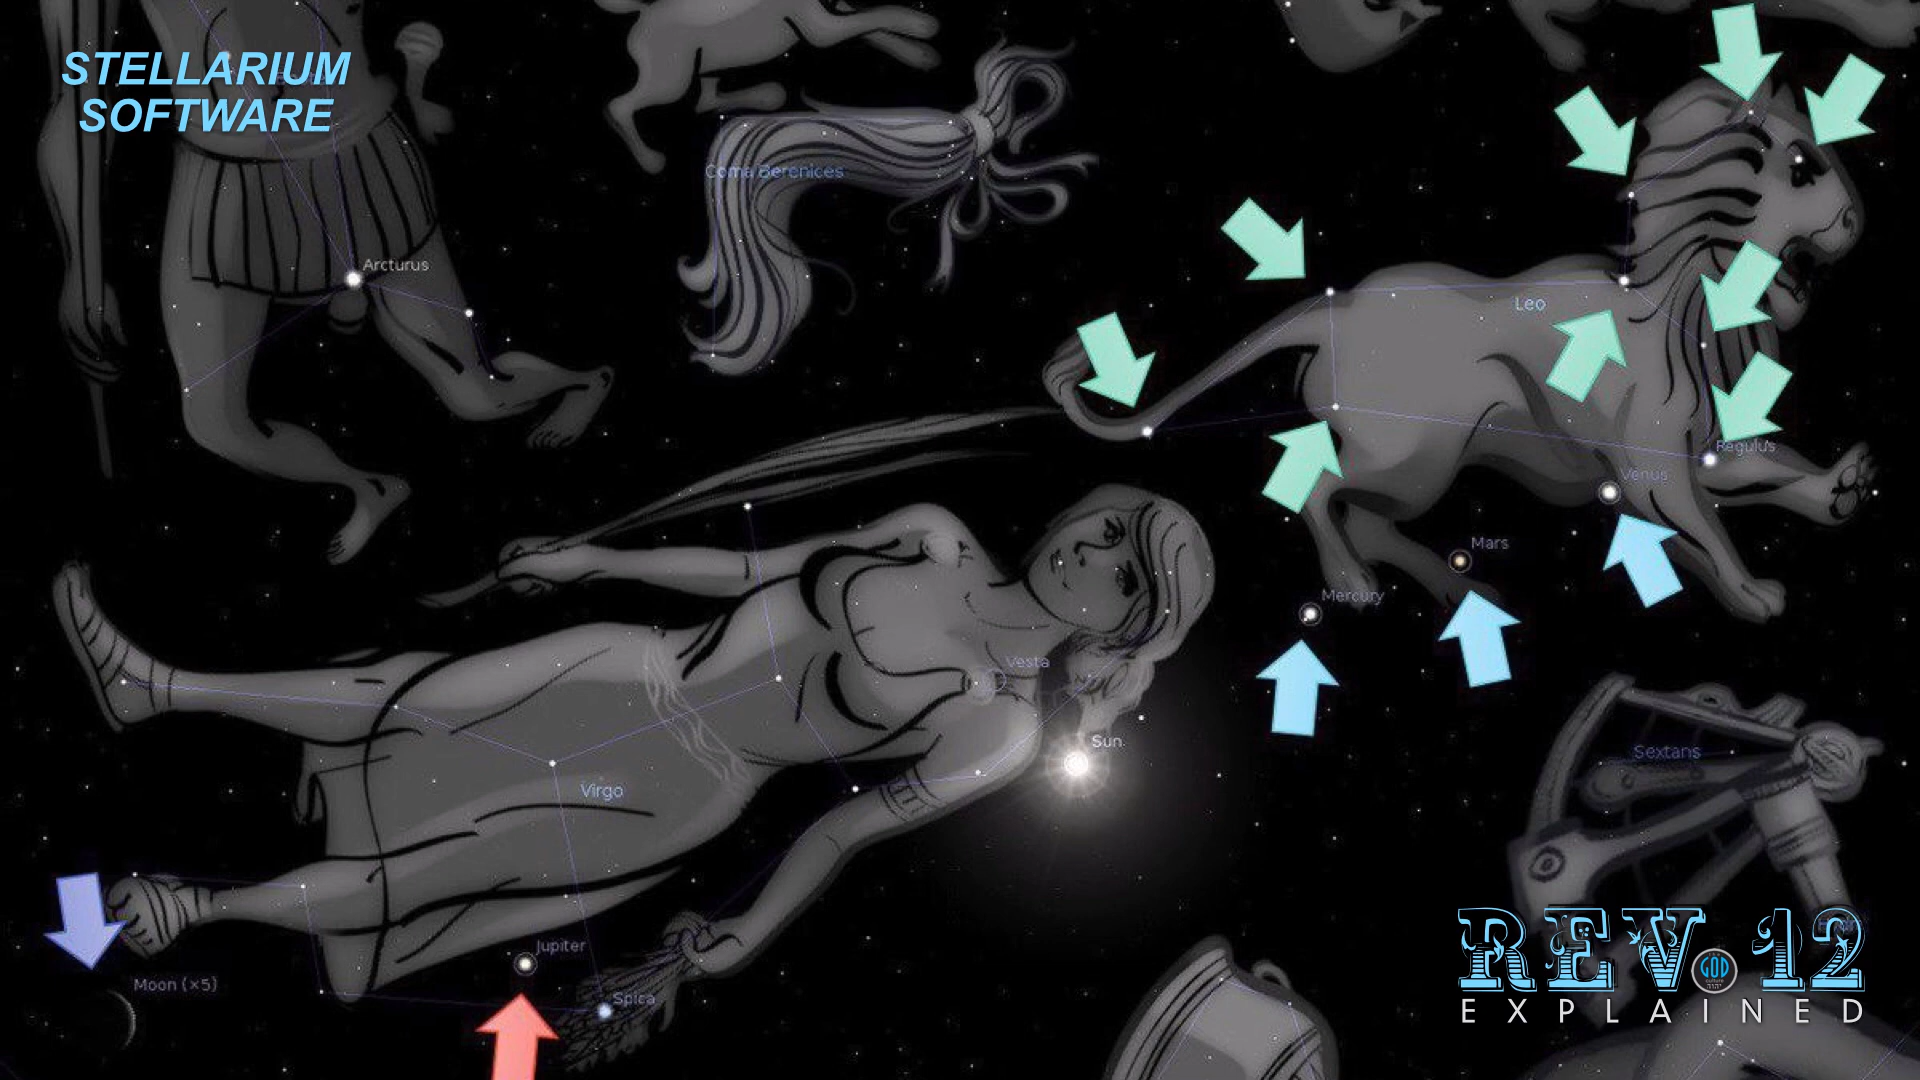 STELLARIUM
SOFTWARE
Coma Berenices
Arcturus
Leo
Regulus
Venus
Mars
Mercury
Vesta
Sun
Sextans
Virgo
Jupiter
Moon (×5)
Spica
REV 12
GOD
EXPLAINED